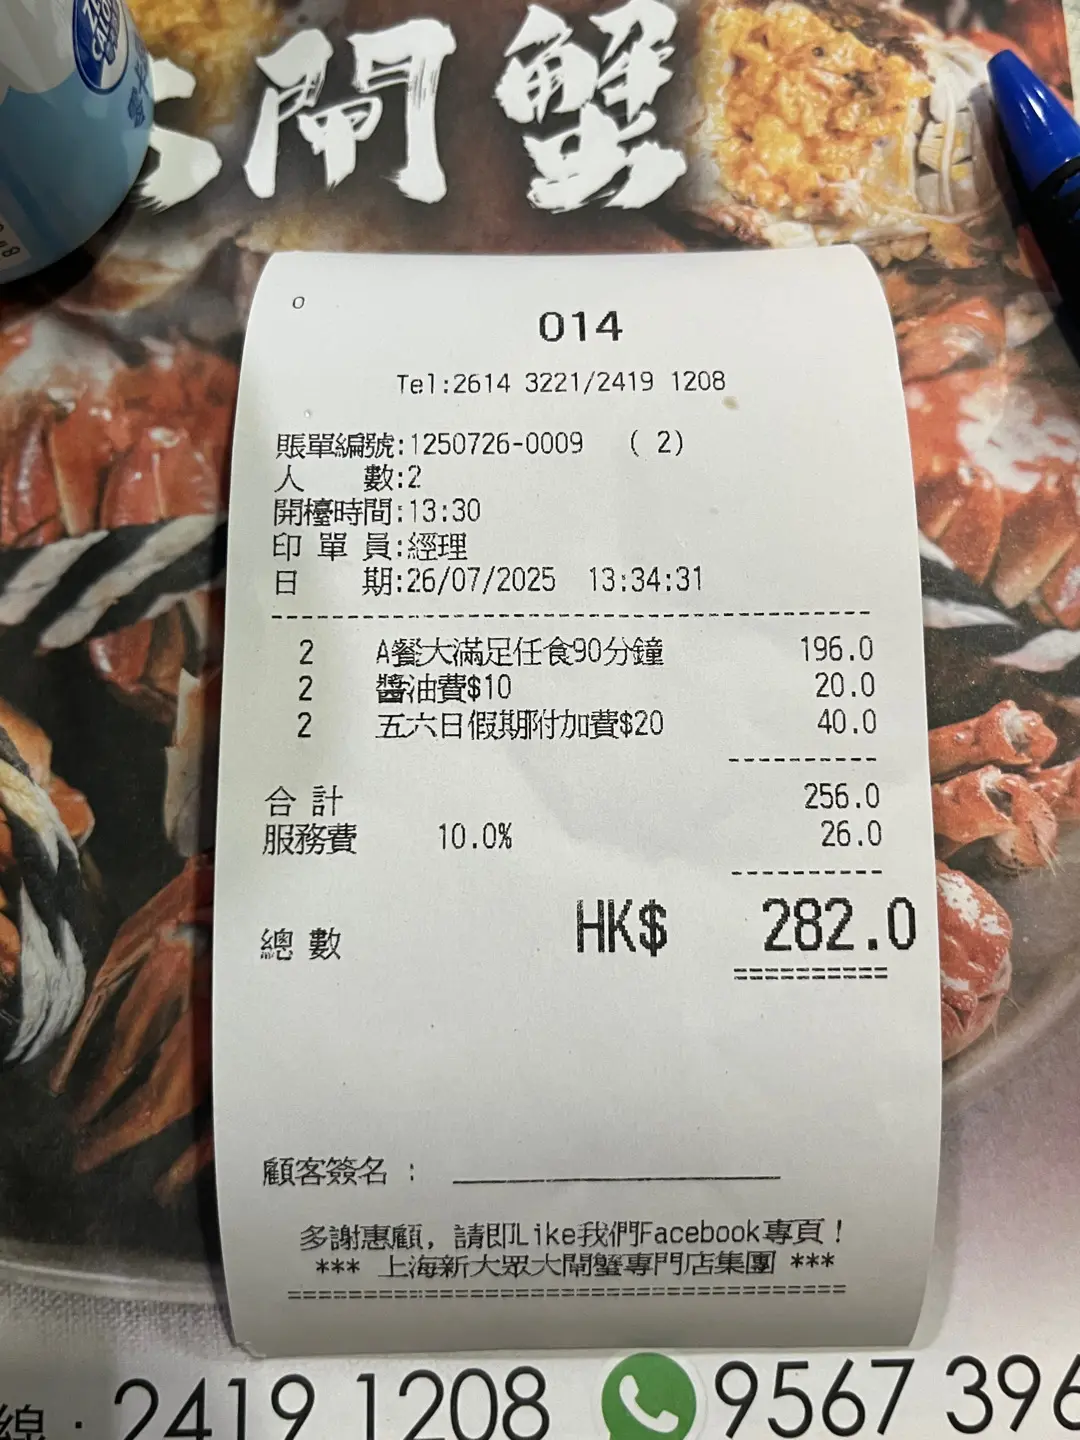 閘蟹
014
Tel:2614 3221/2419 1208
賬單編號:1250726-0009 ( 2)
人 數:2
開檯時間:13:30
印單員:經理
日 期:26/07/2025 13:34:31
2 A餐大滿足任食90分鐘 196.0
2 醬油費$10 20.0
2 五六日假期附加費$20 40.0
合計 256.0
服務費 10.0% 26.0
總數 HK$ 282.0
顧客簽名 :
多謝惠顧, 請即Like我們Facebook專頁!
*** 上海新大眾大閘蟹專門店集團 ***
線 : 2419 1208 9567 396